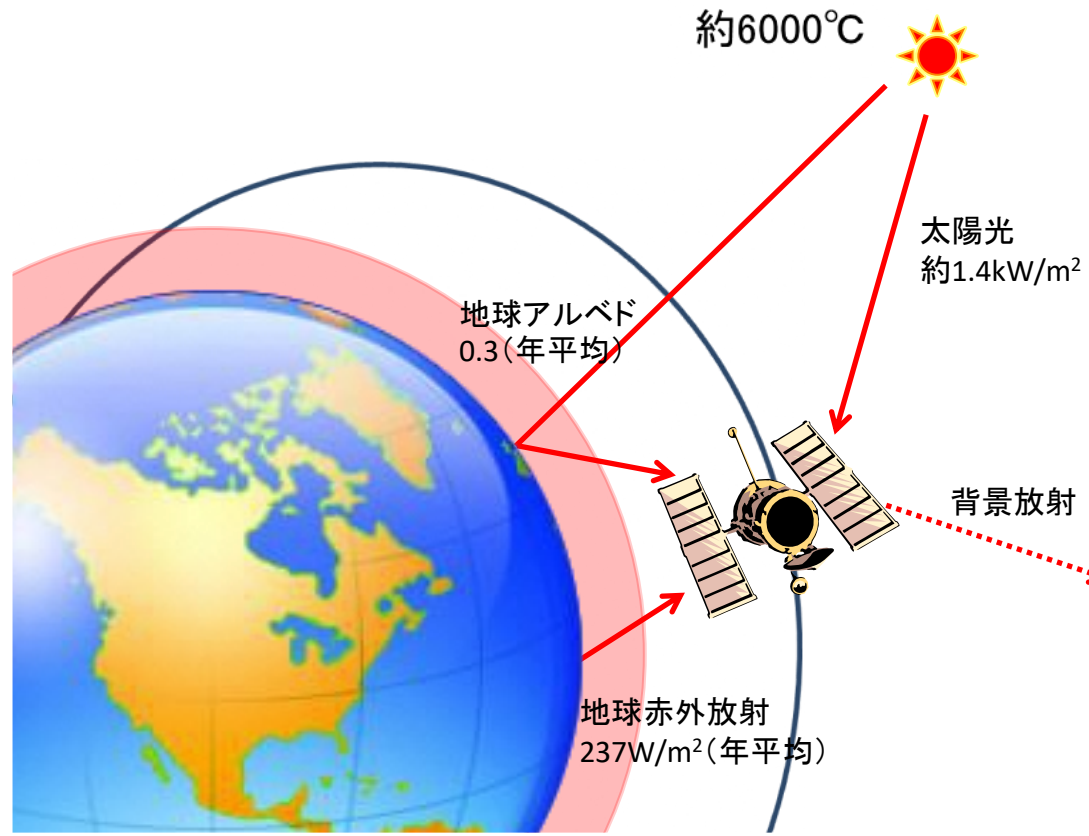 約6000℃
太陽光
約1.4kW/m²
地球アルベド
0.3（年平均）
背景放射
地球赤外放射
237W/m²（年平均）